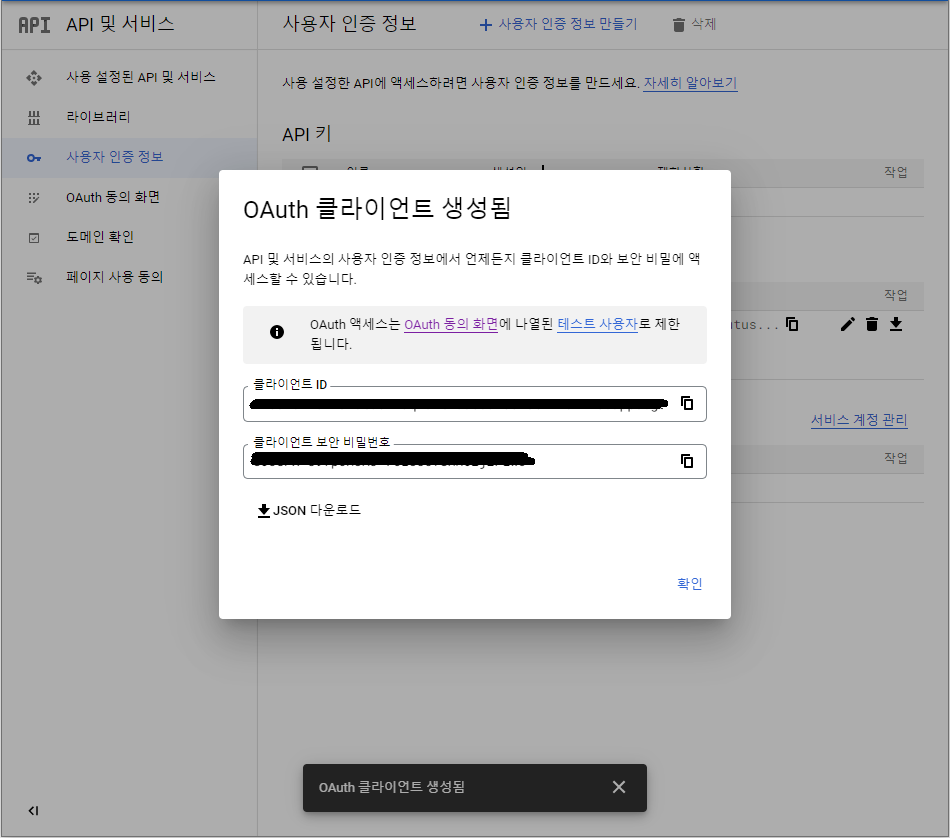 API API 및 서비스
사용자 인증 정보
사용자 인증 정보 만들기
삭제
사용 설정된 API 및 서비스
라이브러리
사용자 인증 정보
OAuth 동의 화면
도메인 확인
페이지 사용 동의
사용 설정한 API에 액세스하려면 사용자 인증 정보를 만드세요. 자세히 알아보기
API 키
작업
작업
서비스 계정 관리
작업
OAuth 클라이언트 생성됨
API 및 서비스의 사용자 인증 정보에서 언제든지 클라이언트 ID와 보안 비밀에 액
세스할 수 있습니다.
OAuth 액세스는 OAuth 동의 화면에 나열된 테스트 사용자로 제한
됩니다.
클라이언트 ID
클라이언트 보안 비밀번호
JSON 다운로드
확인
OAuth 클라이언트 생성됨